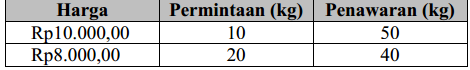 Harga Permintaan (kg) Penawaran (kg)
Rp10.000,00 10 50
Rp8.000,00 20 40